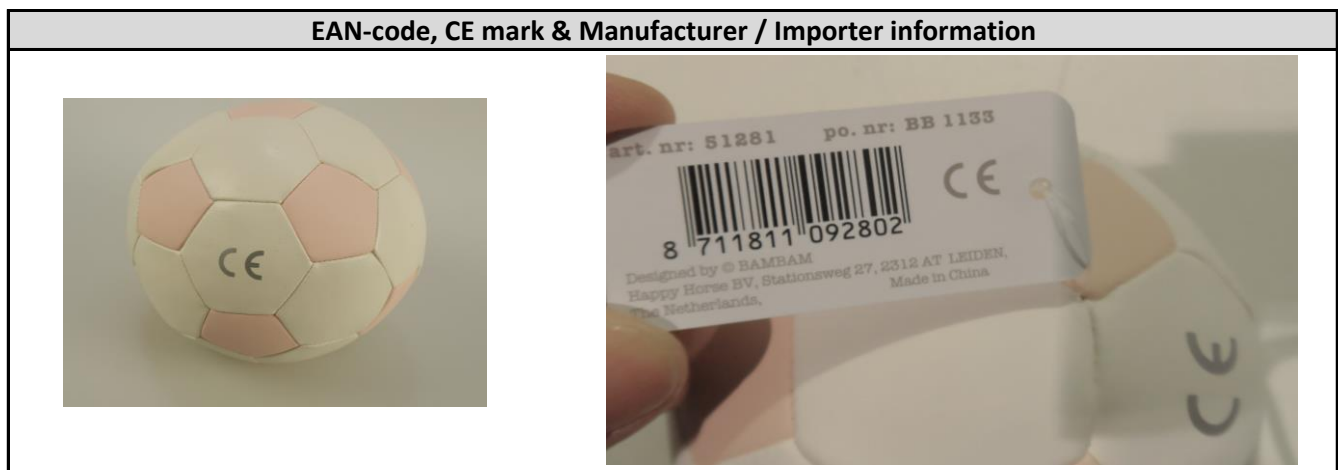 EAN-code, CE mark & Manufacturer / Importer information
CE
art. nr: 51281 po. nr: BB 1133
CE
8 711811 092802
Designed by © BAMBAM
Happy Horse BV, Stationsweg 27, 2312 AT LEIDEN,
The Netherlands, Made in China
CE